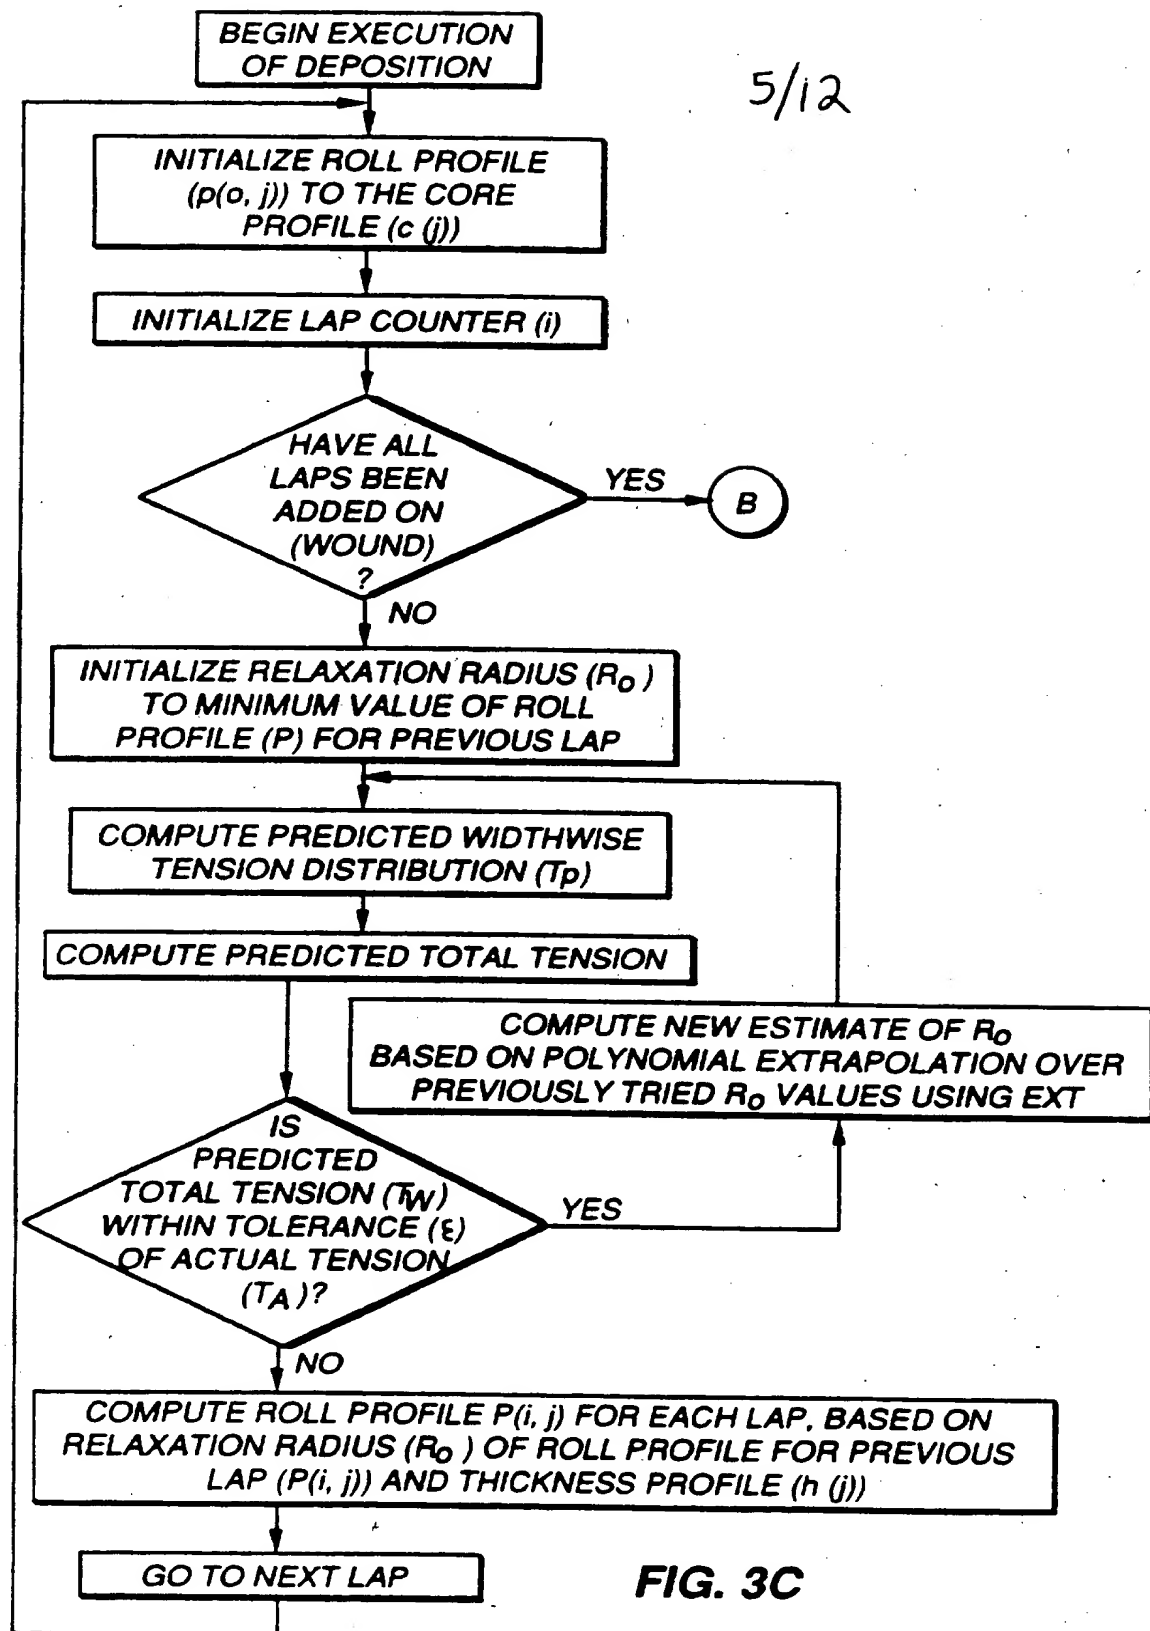 BEGIN EXECUTION
OF DEPOSITION
5/12
INITIALIZE ROLL PROFILE
(p(o, j)) TO THE CORE
PROFILE (c (j))
INITIALIZE LAP COUNTER (i)
HAVE ALL
LAPS BEEN
ADDED ON
(WOUND)
?
YES
B
NO
INITIALIZE RELAXATION RADIUS (Ro)
TO MINIMUM VALUE OF ROLL
PROFILE (P) FOR PREVIOUS LAP
COMPUTE PREDICTED WIDTHWISE
TENSION DISTRIBUTION (Tp)
COMPUTE PREDICTED TOTAL TENSION
COMPUTE NEW ESTIMATE OF Ro
BASED ON POLYNOMIAL EXTRAPOLATION OVER
PREVIOUSLY TRIED Ro VALUES USING EXT
IS
PREDICTED
TOTAL TENSION (TW)
WITHIN TOLERANCE (ε)
OF ACTUAL TENSION
(TA)?
YES
NO
COMPUTE ROLL PROFILE P(i, j) FOR EACH LAP, BASED ON
RELAXATION RADIUS (Ro) OF ROLL PROFILE FOR PREVIOUS
LAP (P(i, j)) AND THICKNESS PROFILE (h (j))
GO TO NEXT LAP
FIG. 3C